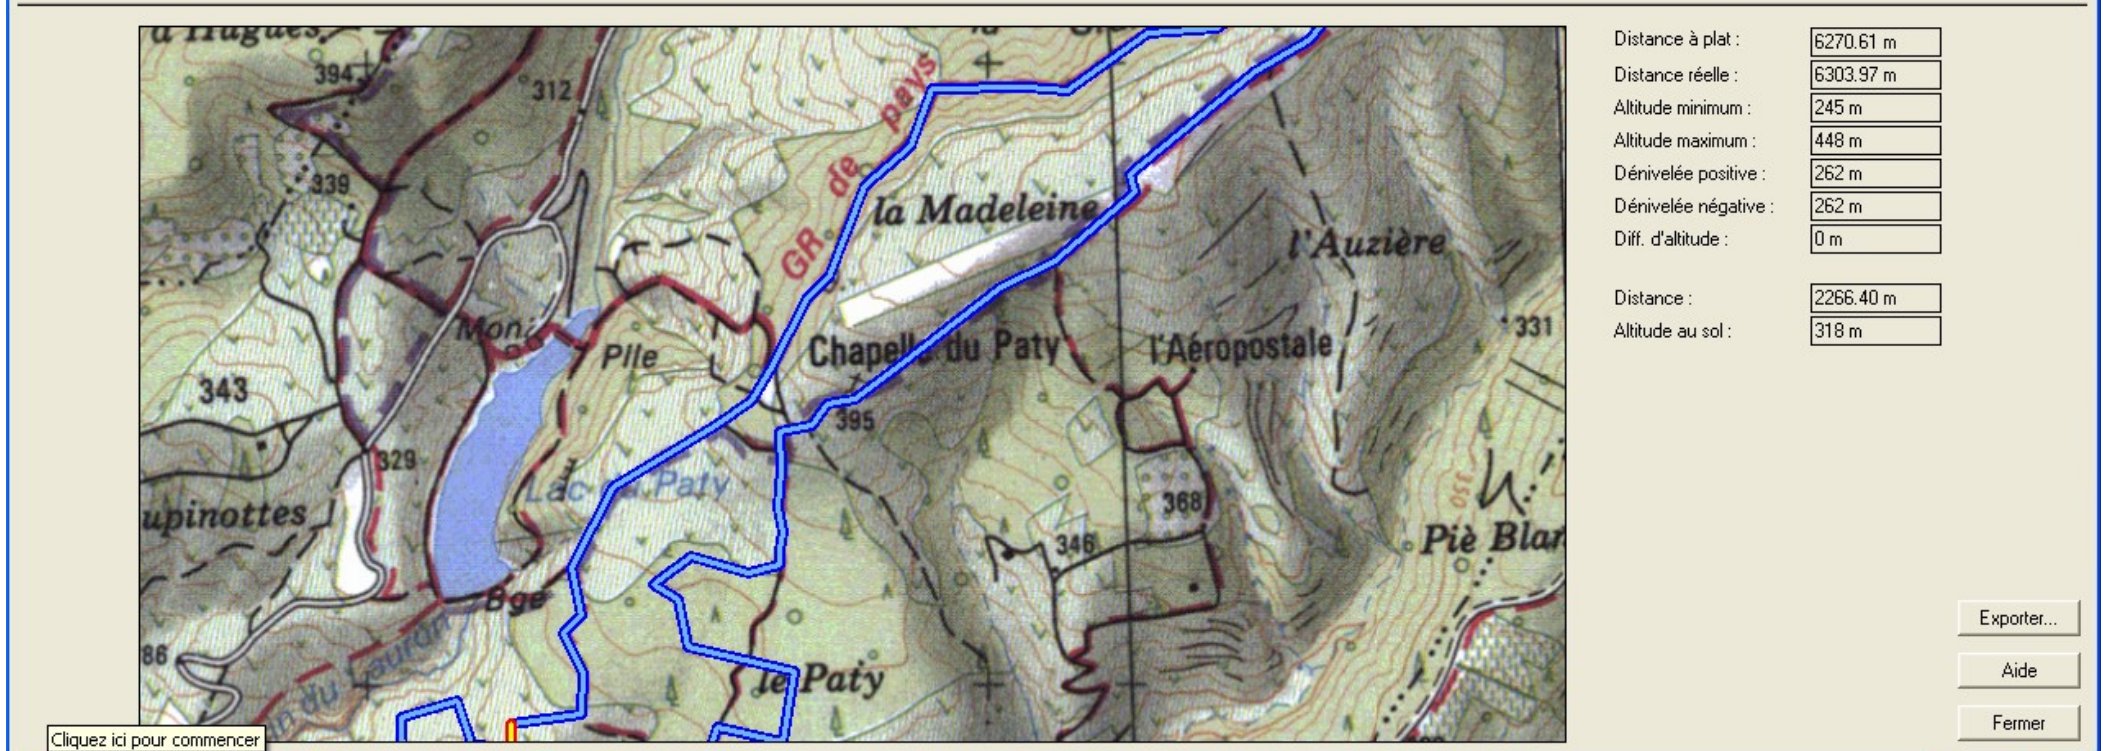 d'Hugues
394
312
339
GR de pays
la Madeleine
l'Auzière
331
Chapelle du Paty
l'Aéropostale
Plle
343
395
329
Lac du Paty
368
350
upinottes
346
Piè Blan
Bge
86
le Paty
Distance à plat :
6270.61 m
Distance réelle :
6303.97 m
Altitude minimum :
245 m
Altitude maximum :
448 m
Dénivelée positive :
262 m
Dénivelée négative :
262 m
Diff. d'altitude :
0 m
Distance :
2266.40 m
Altitude au sol :
318 m
Exporter...
Aide
Fermer
Cliquez ici pour commencer